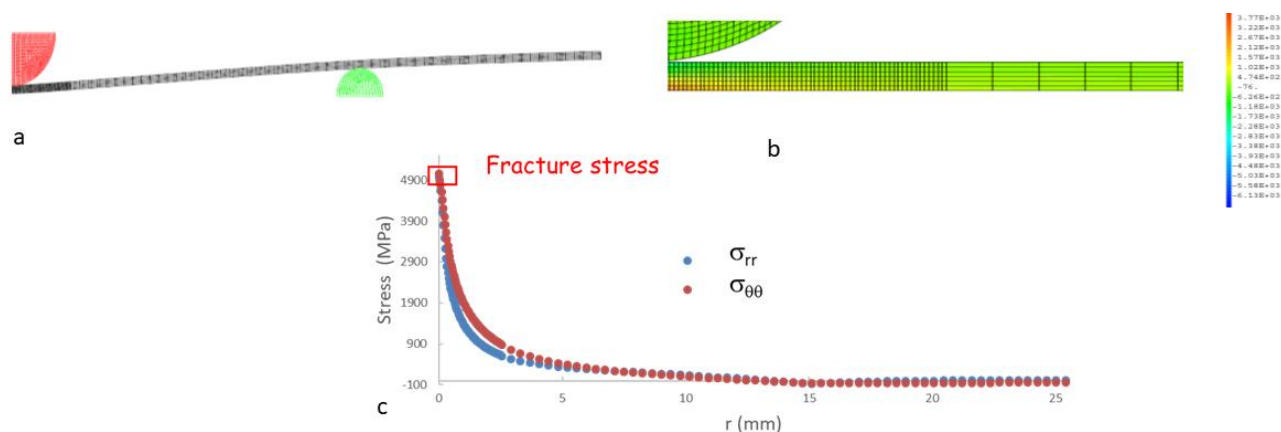 a
b
3.77E+03
3.22E+03
2.67E+03
2.12E+03
1.57E+03
1.02E+03
4.74E+02
-76.
-6.26E+02
-1.18E+03
-1.73E+03
-2.28E+03
-2.83E+03
-3.38E+03
-3.93E+03
-4.48E+03
-5.03E+03
-5.58E+03
-6.13E+03
Fracture stress
4900
3900
2900
1900
900
-100
Stress (MPa)
σrr
σθθ
0
5
10
15
20
25
r (mm)
c